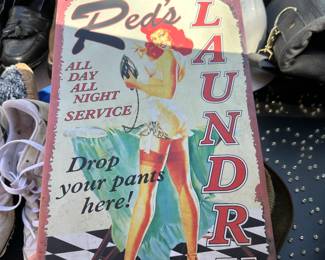 Red's
LAUNDR
ALL
DAY
ALL
NIGHT
SERVICE
Drop
your pants
here!